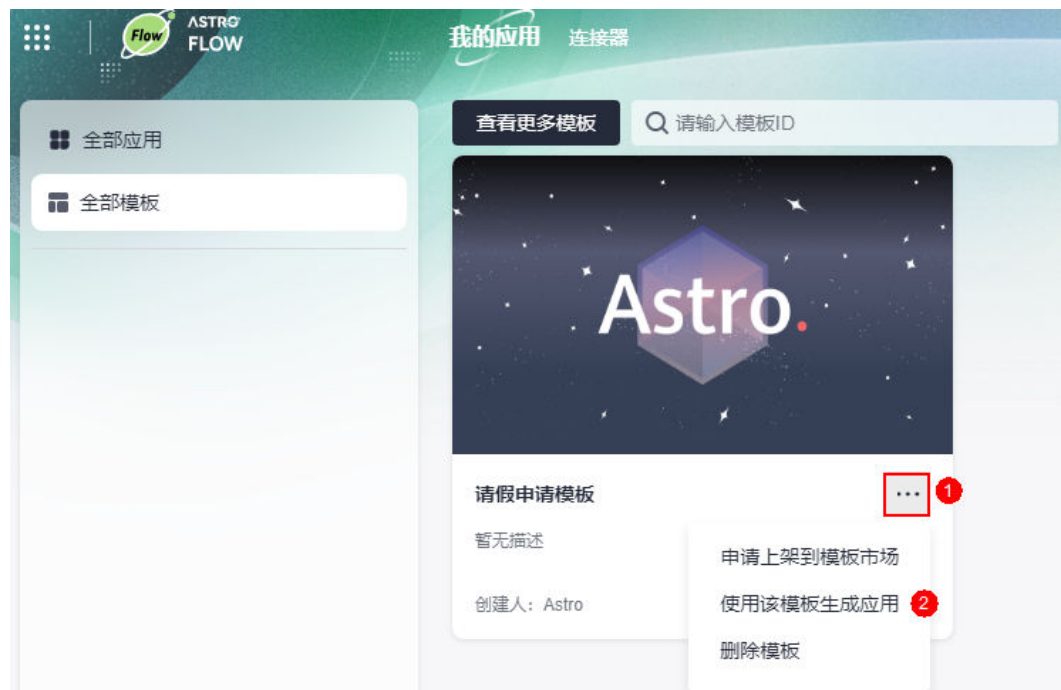 Flow
ASTRO
FLOW
我的应用 连接器
全部应用
查看更多模板
请输入模板ID
全部模板
Astro.
请假申请模板
... 1
暂无描述
申请上架到模板市场
创建人：Astro
使用该模板生成应用 2
删除模板